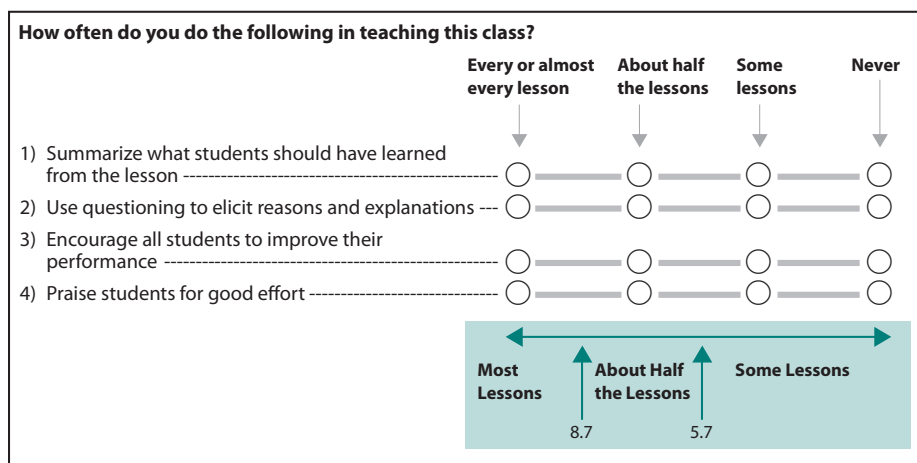 How often do you do the following in teaching this class?
Every or almost every lesson
About half the lessons
Some lessons
Never
1) Summarize what students should have learned
from the lesson
2) Use questioning to elicit reasons and explanations
3) Encourage all students to improve their
performance
4) Praise students for good effort
Most Lessons
About Half the Lessons
Some Lessons
8.7
5.7